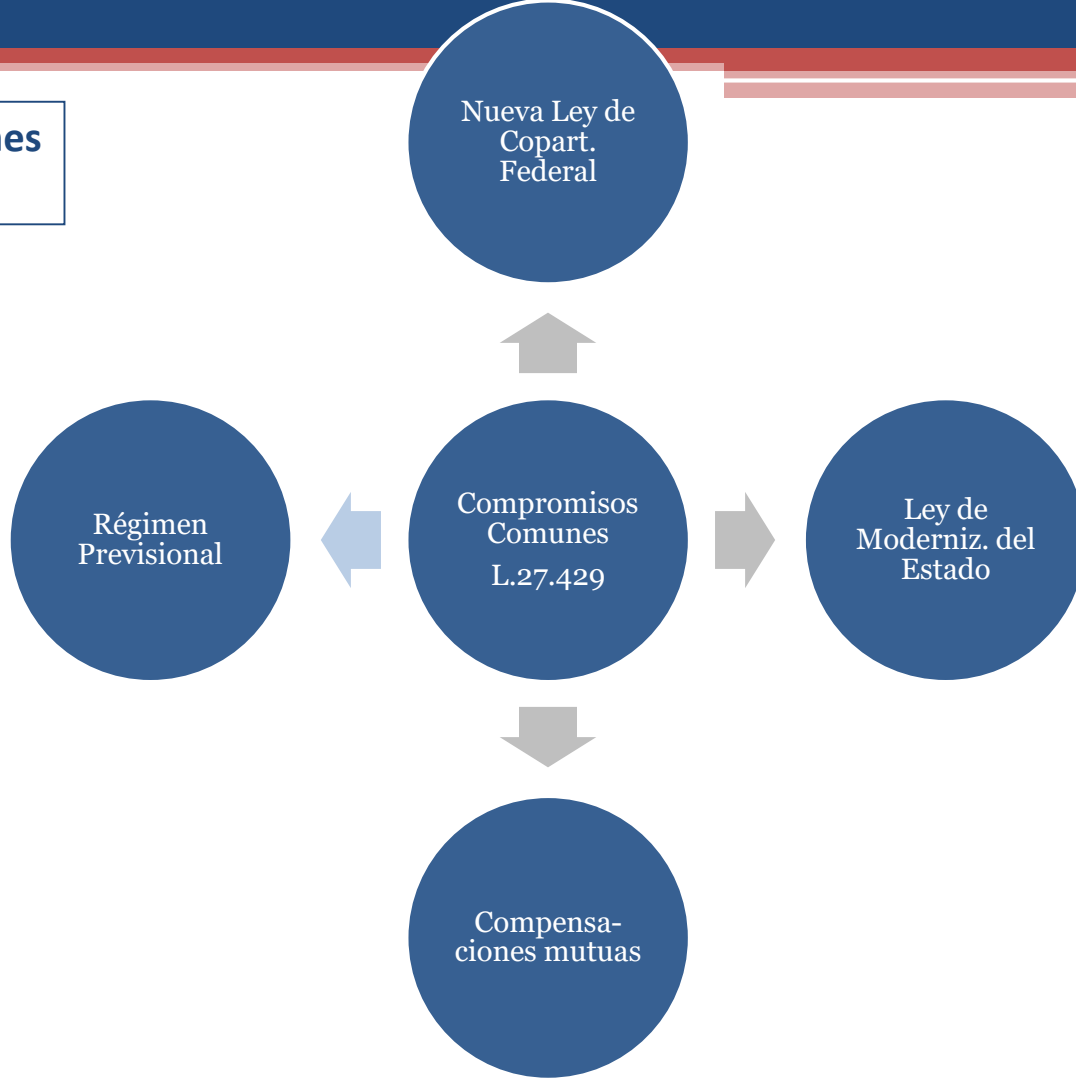 Nueva Ley de
Copart.
Federal
Régimen
Previsional
Compromisos
Comunes
L.27.429
Ley de
Moderniz. del
Estado
Compensa-
ciones mutuas